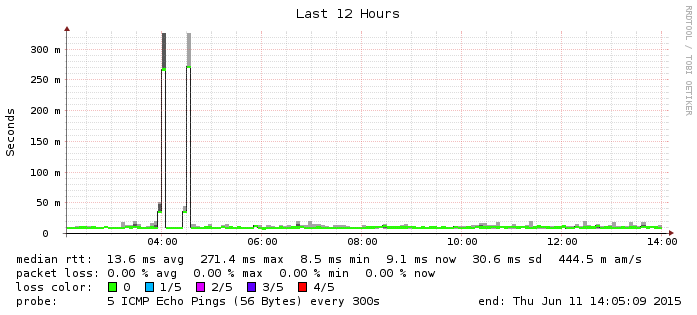 Last 12 Hours
RRDTOOL / TOBI OETIKER
Seconds
300 m
250 m
200 m
150 m
100 m
50 m
0
04:00 06:00 08:00 10:00 12:00 14:00
median rtt: 13.6 ms avg 271.4 ms max 8.5 ms min 9.1 ms now 30.6 ms sd 444.5 m am/s
packet loss: 0.00 % avg 0.00 % max 0.00 % min 0.00 % now
loss color: 0 1/5 2/5 3/5 4/5
probe: 5 ICMP Echo Pings (56 Bytes) every 300s end: Thu Jun 11 14:05:09 2015